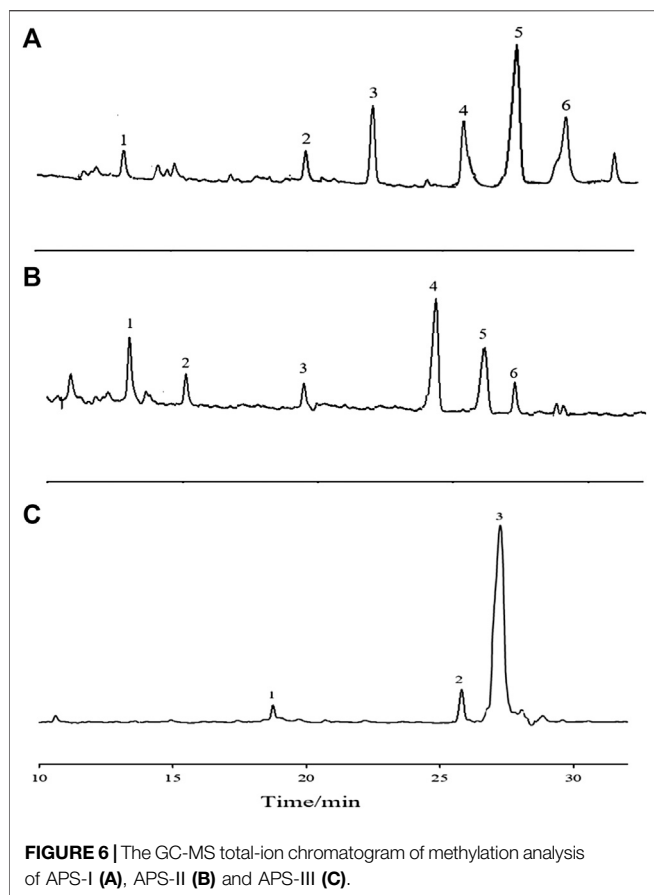 A
1
2
3
4
5
6
B
1
2
3
4
5
6
C
1
2
3
10 15 20 25 30
Time/min
FIGURE 6 | The GC-MS total-ion chromatogram of methylation analysis
of APS-I (A), APS-II (B) and APS-III (C).